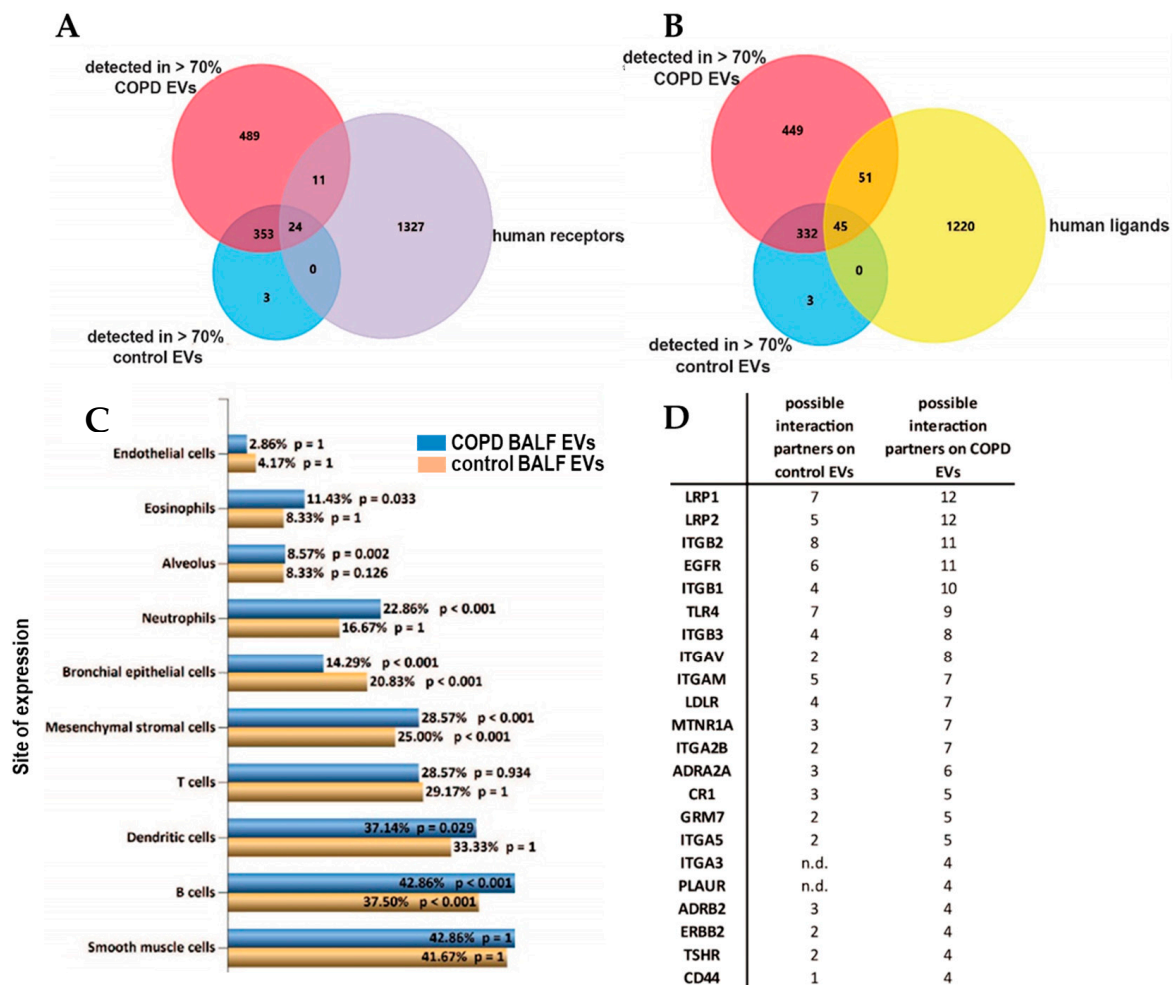 A
detected in > 70%
COPD EVs
489
11
353
24
1327
human receptors
0
3
detected in > 70%
control EVs
B
detected in > 70%
COPD EVs
449
51
332
45
1220
human ligands
0
3
detected in > 70%
control EVs
C
COPD BALF EVs
control BALF EVs
Site of expression
Endothelial cells
2.86% p = 1
4.17% p = 1
Eosinophils
11.43% p = 0.033
8.33% p = 1
Alveolus
8.57% p = 0.002
8.33% p = 0.126
Neutrophils
22.86% p < 0.001
16.67% p = 1
Bronchial epithelial cells
14.29% p < 0.001
20.83% p < 0.001
Mesenchymal stromal cells
28.57% p < 0.001
25.00% p < 0.001
T cells
28.57% p = 0.934
29.17% p = 1
Dendritic cells
37.14% p = 0.029
33.33% p = 1
B cells
42.86% p < 0.001
37.50% p < 0.001
Smooth muscle cells
42.86% p = 1
41.67% p = 1
D
possible
interaction
partners on
control EVs
possible
interaction
partners on COPD
EVs
LRP1 7 12
LRP2 5 12
ITGB2 8 11
EGFR 6 11
ITGB1 4 10
TLR4 7 9
ITGB3 4 8
ITGAV 2 8
ITGAM 5 7
LDLR 4 7
MTNR1A 3 7
ITGA2B 2 7
ADRA2A 3 6
CR1 3 5
GRM7 2 5
ITGA5 2 5
ITGA3 n.d. 4
PLAUR n.d. 4
ADRB2 3 4
ERBB2 2 4
TSHR 2 4
CD44 1 4